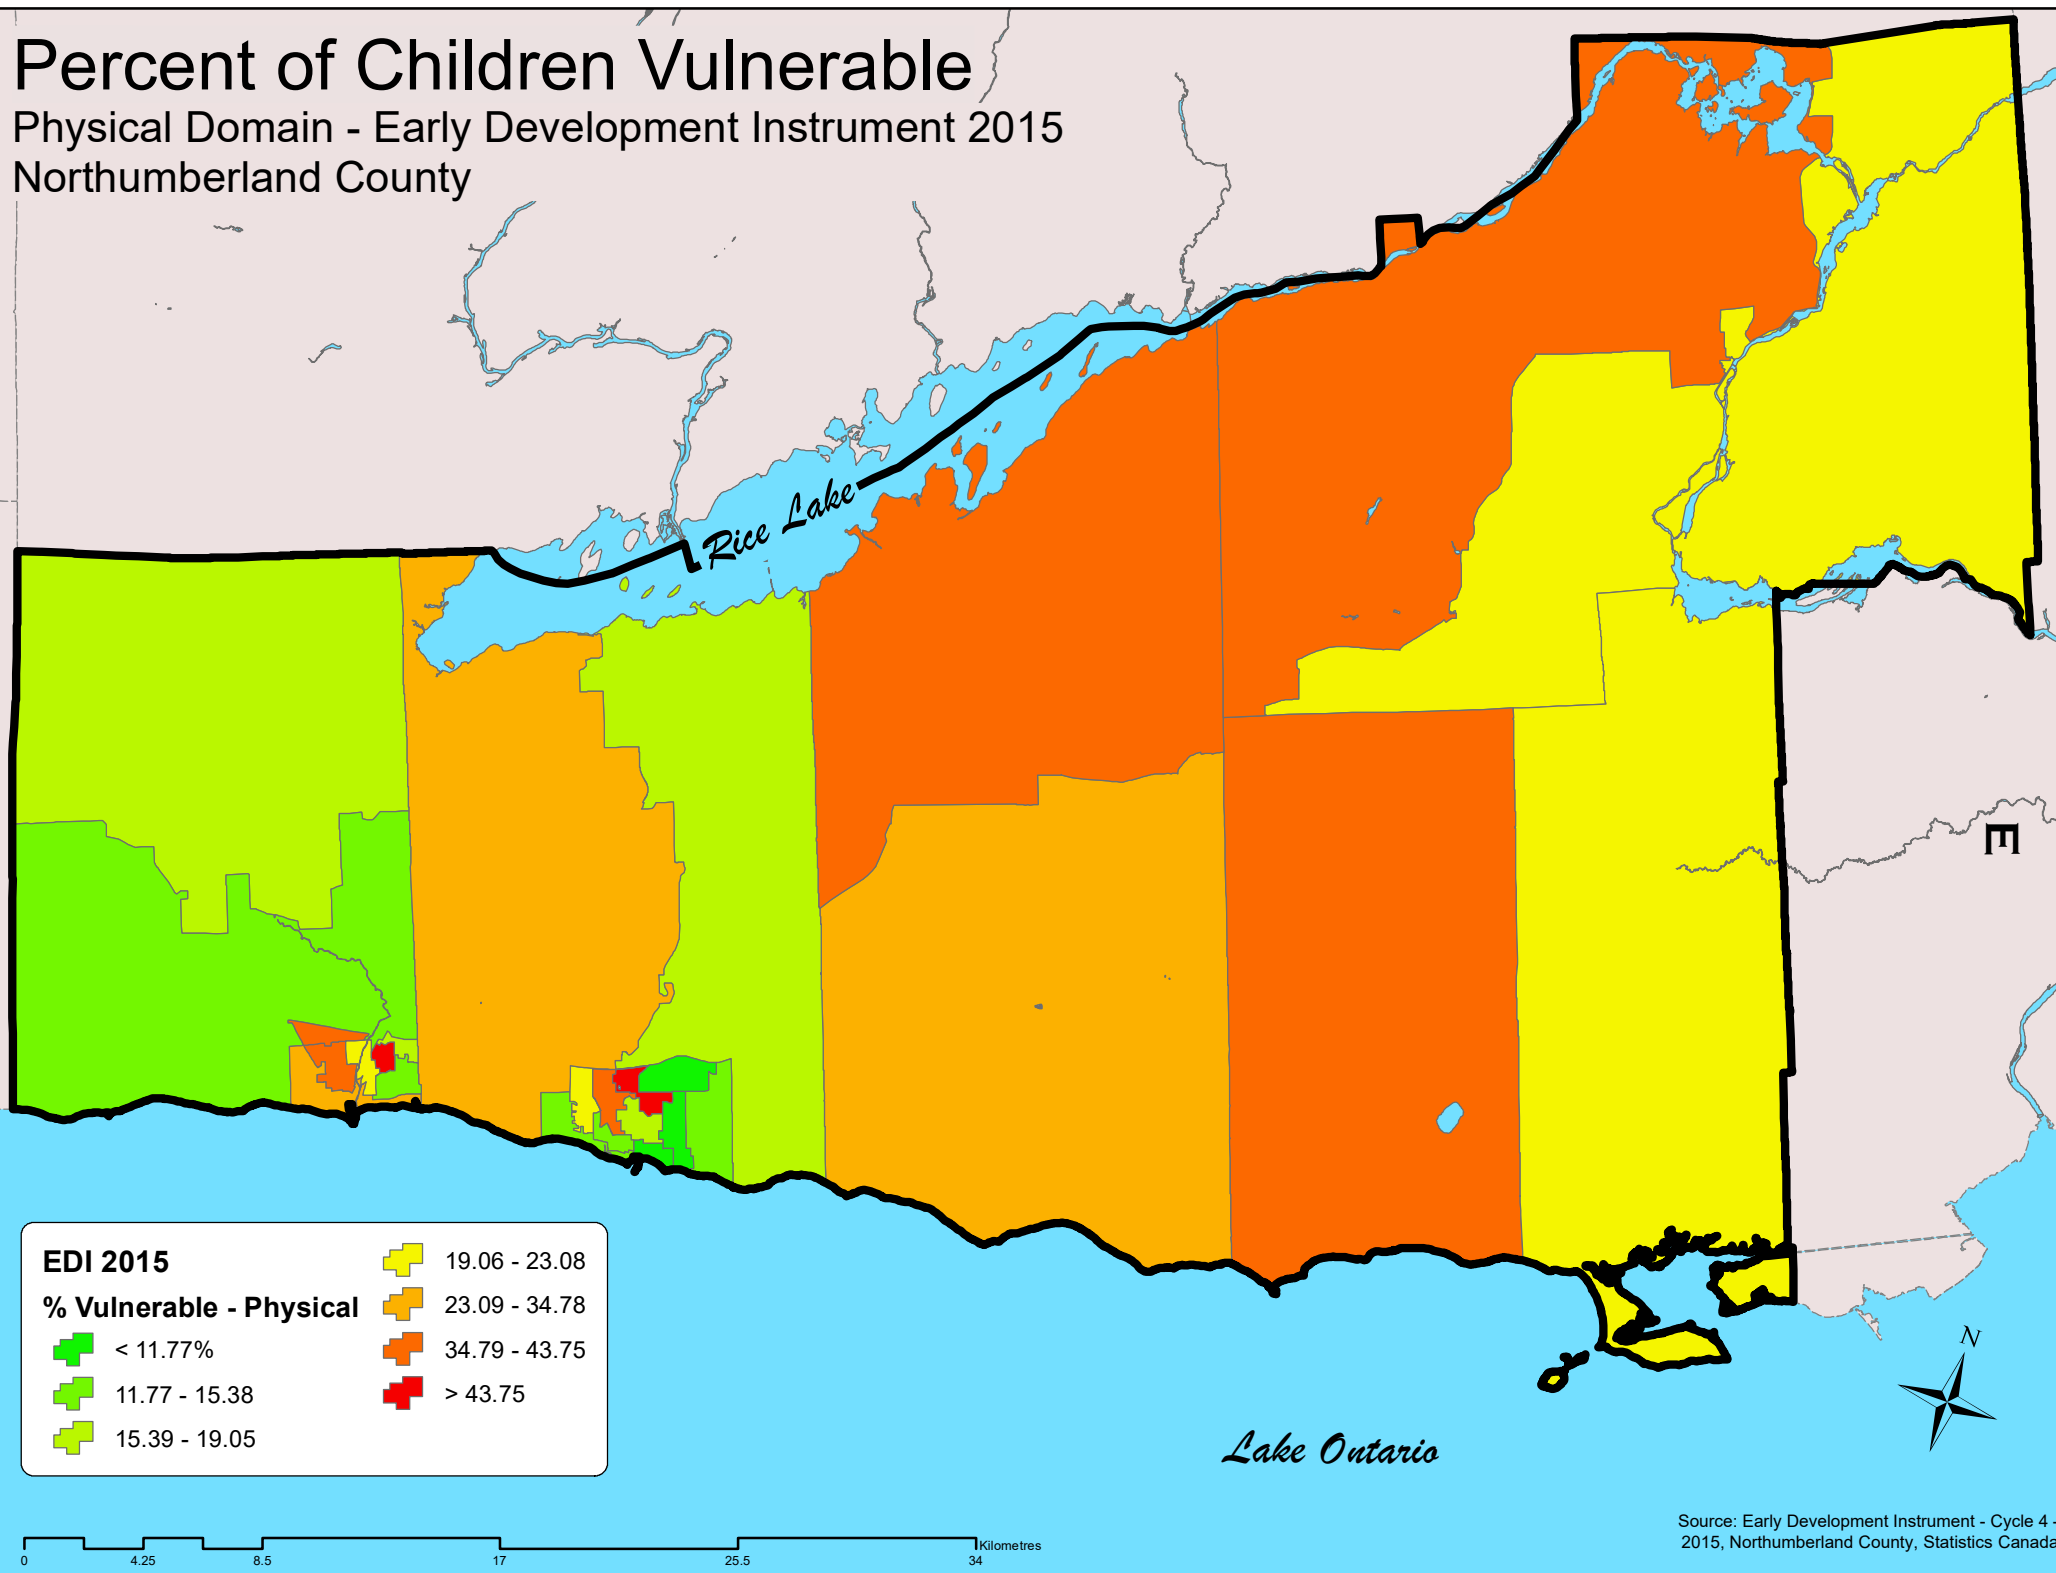 Percent of Children Vulnerable
Physical Domain - Early Development Instrument 2015
Northumberland County
Rice Lake
E
EDI 2015
% Vulnerable - Physical
< 11.77%
11.77 - 15.38
15.39 - 19.05
19.06 - 23.08
23.09 - 34.78
34.79 - 43.75
> 43.75
N
Lake Ontario
Source: Early Development Instrument - Cycle 4 -
2015, Northumberland County, Statistics Canada
Kilometres
0 4.25 8.5 17 25.5 34